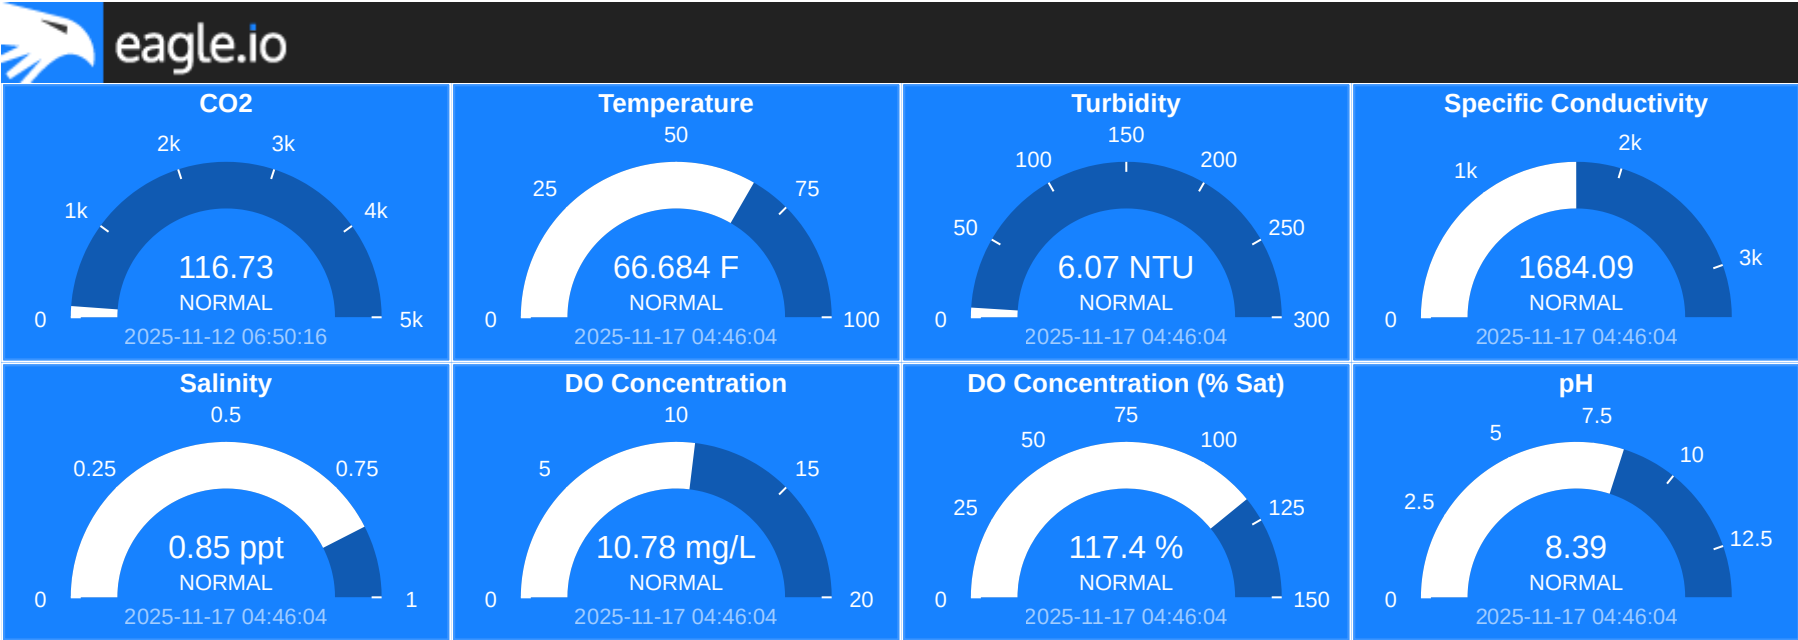 eagle.io
CO2
2k
3k
1k
4k
116.73
NORMAL
0
5k
2025-11-12 06:50:16
Temperature
50
25
75
66.684 F
NORMAL
0
100
2025-11-17 04:46:04
Turbidity
150
100
200
50
250
6.07 NTU
NORMAL
0
300
2025-11-17 04:46:04
Specific Conductivity
2k
1k
3k
1684.09
NORMAL
0
2025-11-17 04:46:04
Salinity
0.5
0.25
0.75
0.85 ppt
NORMAL
0
1
2025-11-17 04:46:04
DO Concentration
10
5
15
10.78 mg/L
NORMAL
0
20
2025-11-17 04:46:04
DO Concentration (% Sat)
75
50
100
25
125
117.4 %
NORMAL
0
150
2025-11-17 04:46:04
pH
7.5
5
10
2.5
12.5
8.39
NORMAL
0
2025-11-17 04:46:04